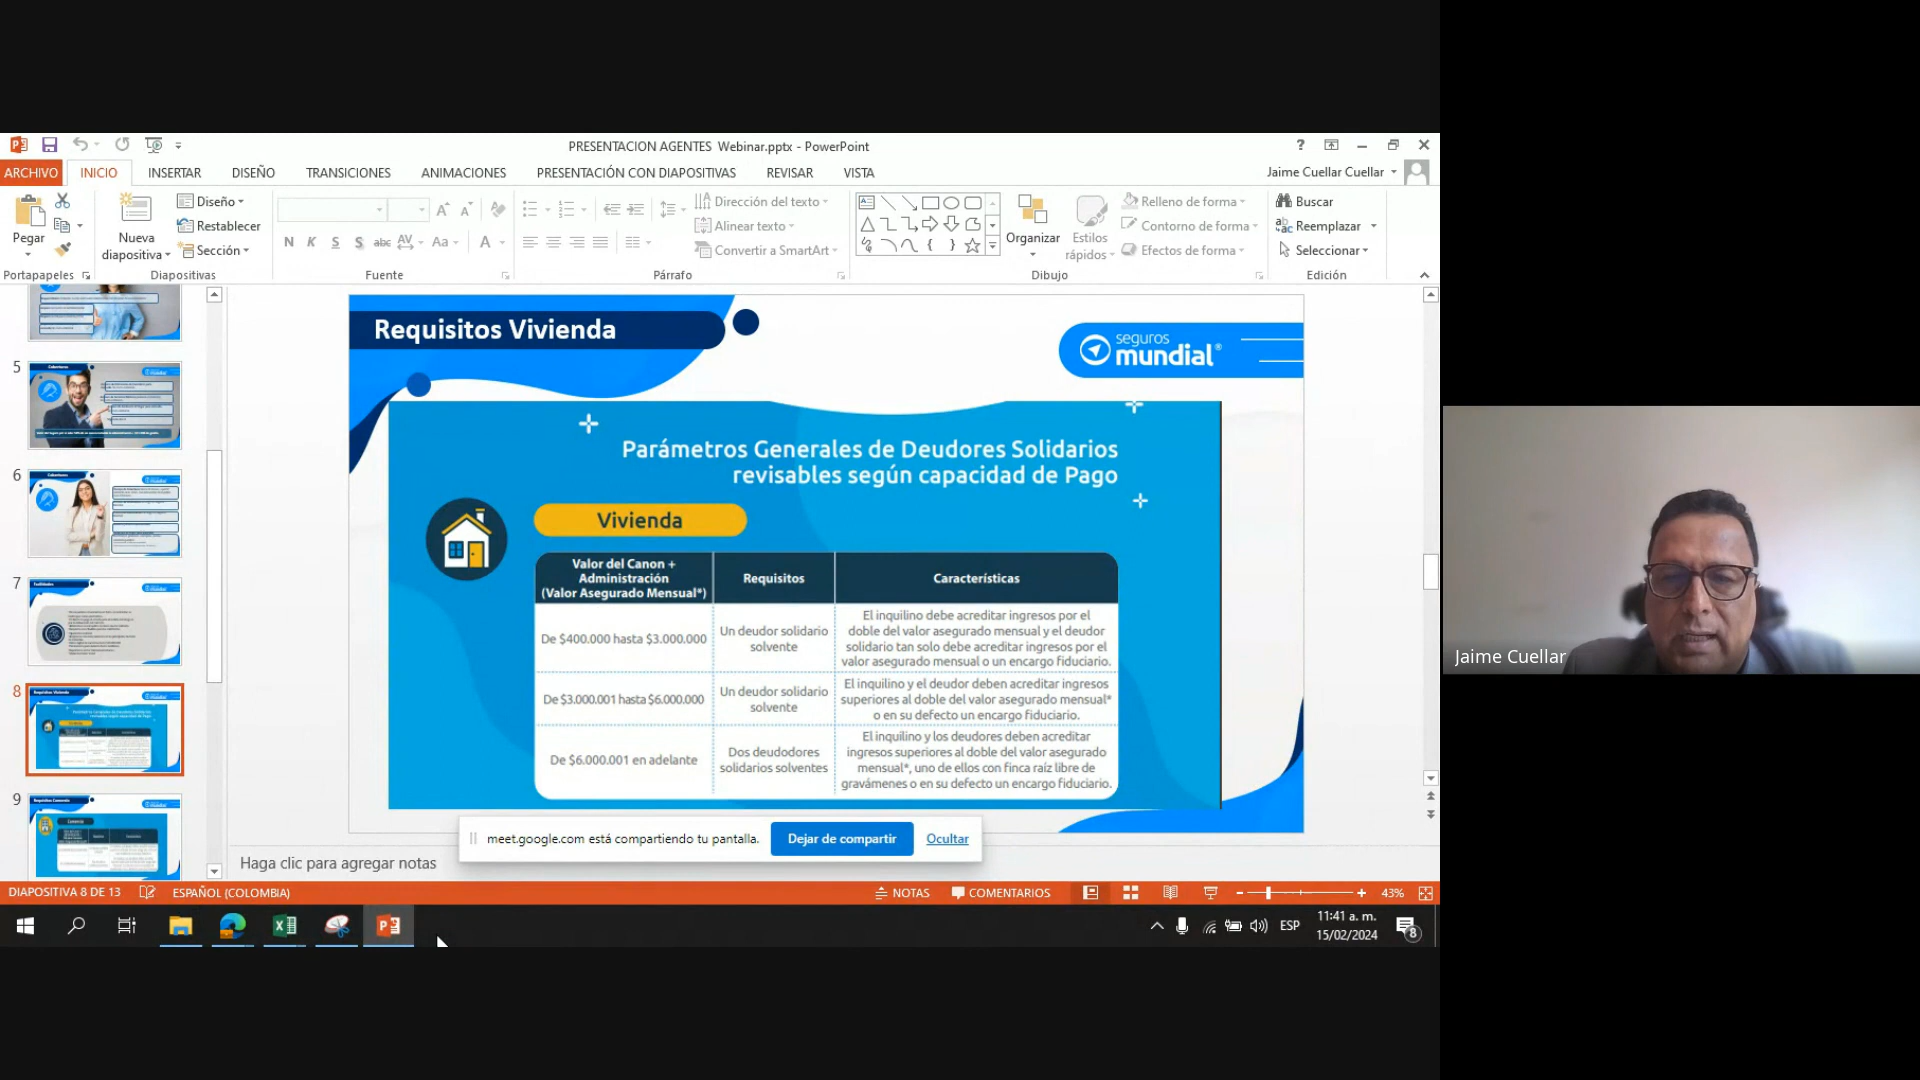 PRESENTACION AGENTES Webinar.pptx - PowerPoint
?
ARCHIVO INICIO INSERTAR DISEÑO TRANSICIONES ANIMACIONES PRESENTACIÓN CON DIAPOSITIVAS REVISAR VISTA
Jaime Cuellar Cuellar
Pegar
Nueva
diapositiva
Diseño
Restablecer
Sección
N K S S abc AV Aa A
Dirección del texto
Alinear texto
Convertir a SmartArt
Organizar
Estilos
rápidos
Relleno de forma
Contorno de forma
Efectos de forma
Buscar
Reemplazar
Seleccionar
Portapapeles Diapositivas Fuente Párrafo Dibujo Edición
5
6
7
8
9
Requisitos Vivienda
seguros
mundial®
Parámetros Generales de Deudores Solidarios
revisables según capacidad de Pago
Vivienda
Valor del Canon +
Administración
(Valor Asegurado Mensual*)
Requisitos
Características
De $400.000 hasta $3.000.000
Un deudor solidario
solvente
El inquilino debe acreditar ingresos por el
doble del valor asegurado mensual y el deudor
solidario tan solo debe acreditar ingresos por el
valor asegurado mensual o un encargo fiduciario.
De $3.000.001 hasta $6.000.000
Un deudor solidario
solvente
El inquilino y el deudor deben acreditar ingresos
superiores al doble del valor asegurado mensual*
o en su defecto un encargo fiduciario.
De $6.000.001 en adelante
Dos deudodores
solidarios solventes
El inquilino y los deudores deben acreditar
ingresos superiores al doble del valor asegurado
mensual*, uno de ellos con finca raíz libre de
gravámenes o en su defecto un encargo fiduciario.
meet.google.com está compartiendo tu pantalla.
Dejar de compartir
Ocultar
Haga clic para agregar notas
DIAPOSITIVA 8 DE 13
ESPAÑOL (COLOMBIA)
NOTAS
COMENTARIOS
43%
ESP
11:41 a. m.
15/02/2024
8
Jaime Cuellar